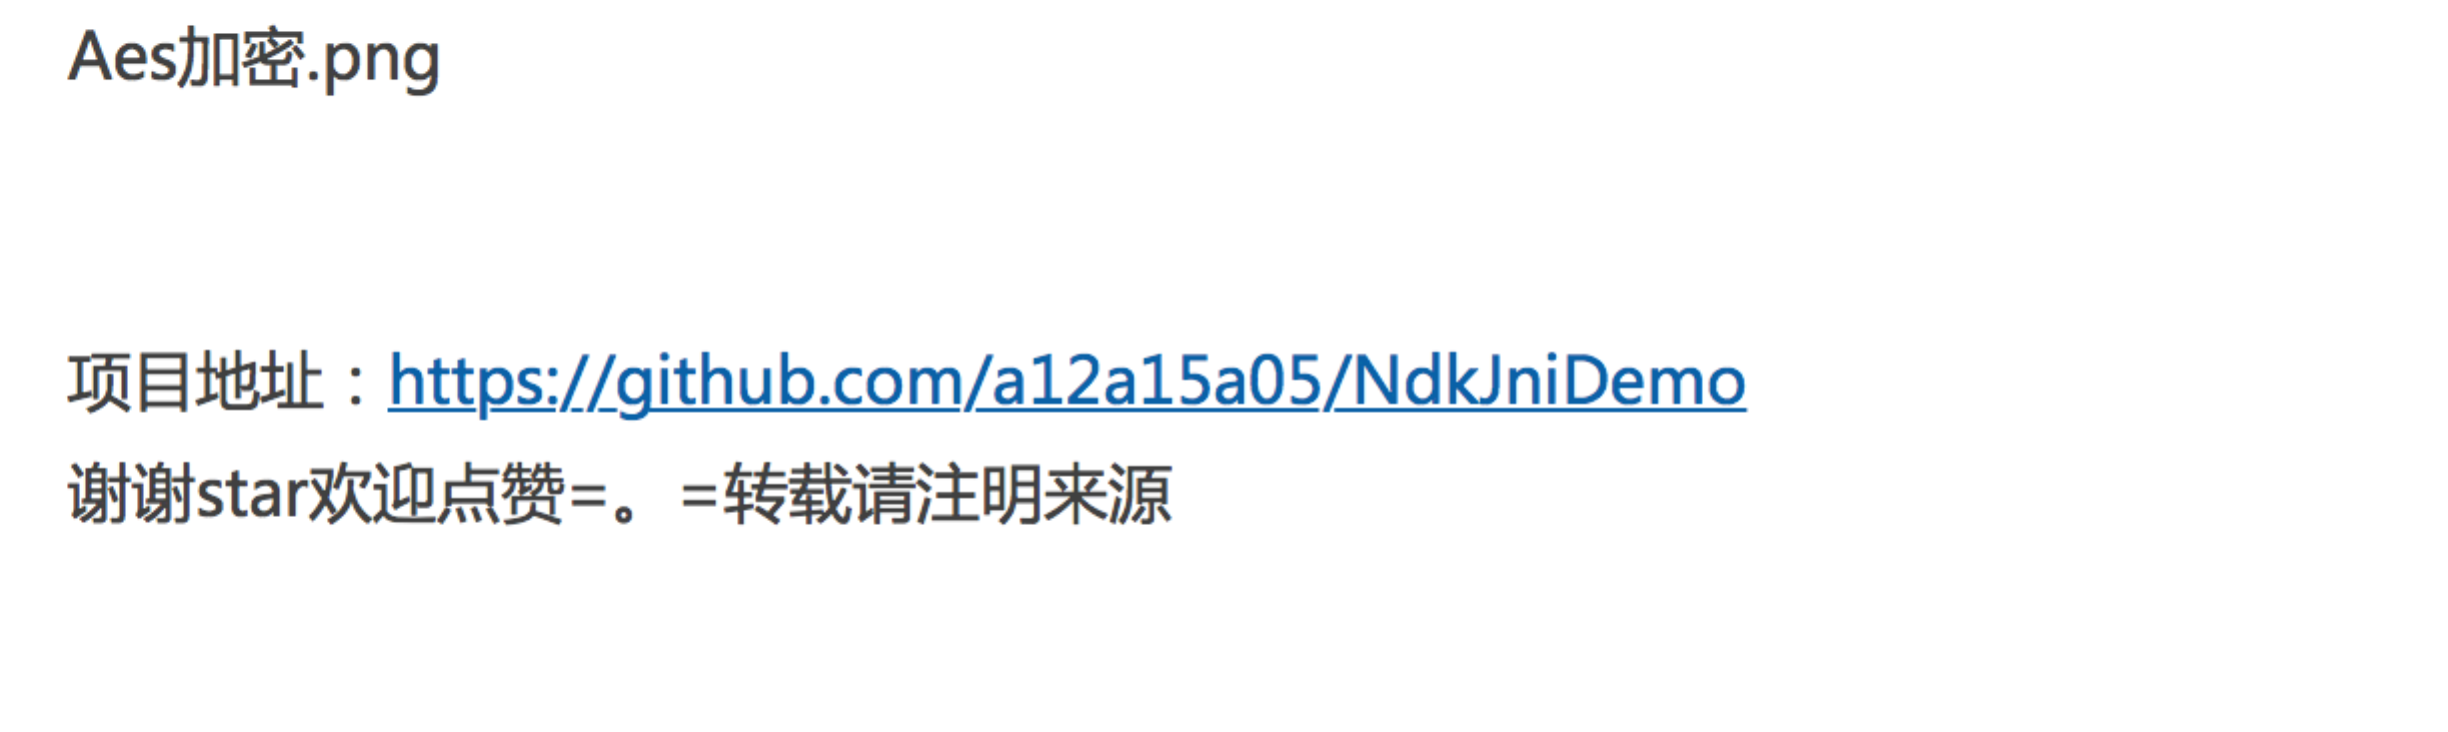 Aes加密.png
项目地址：https://github.com/a12a15a05/NdkJniDemo
谢谢star欢迎点赞=。=转载请注明来源